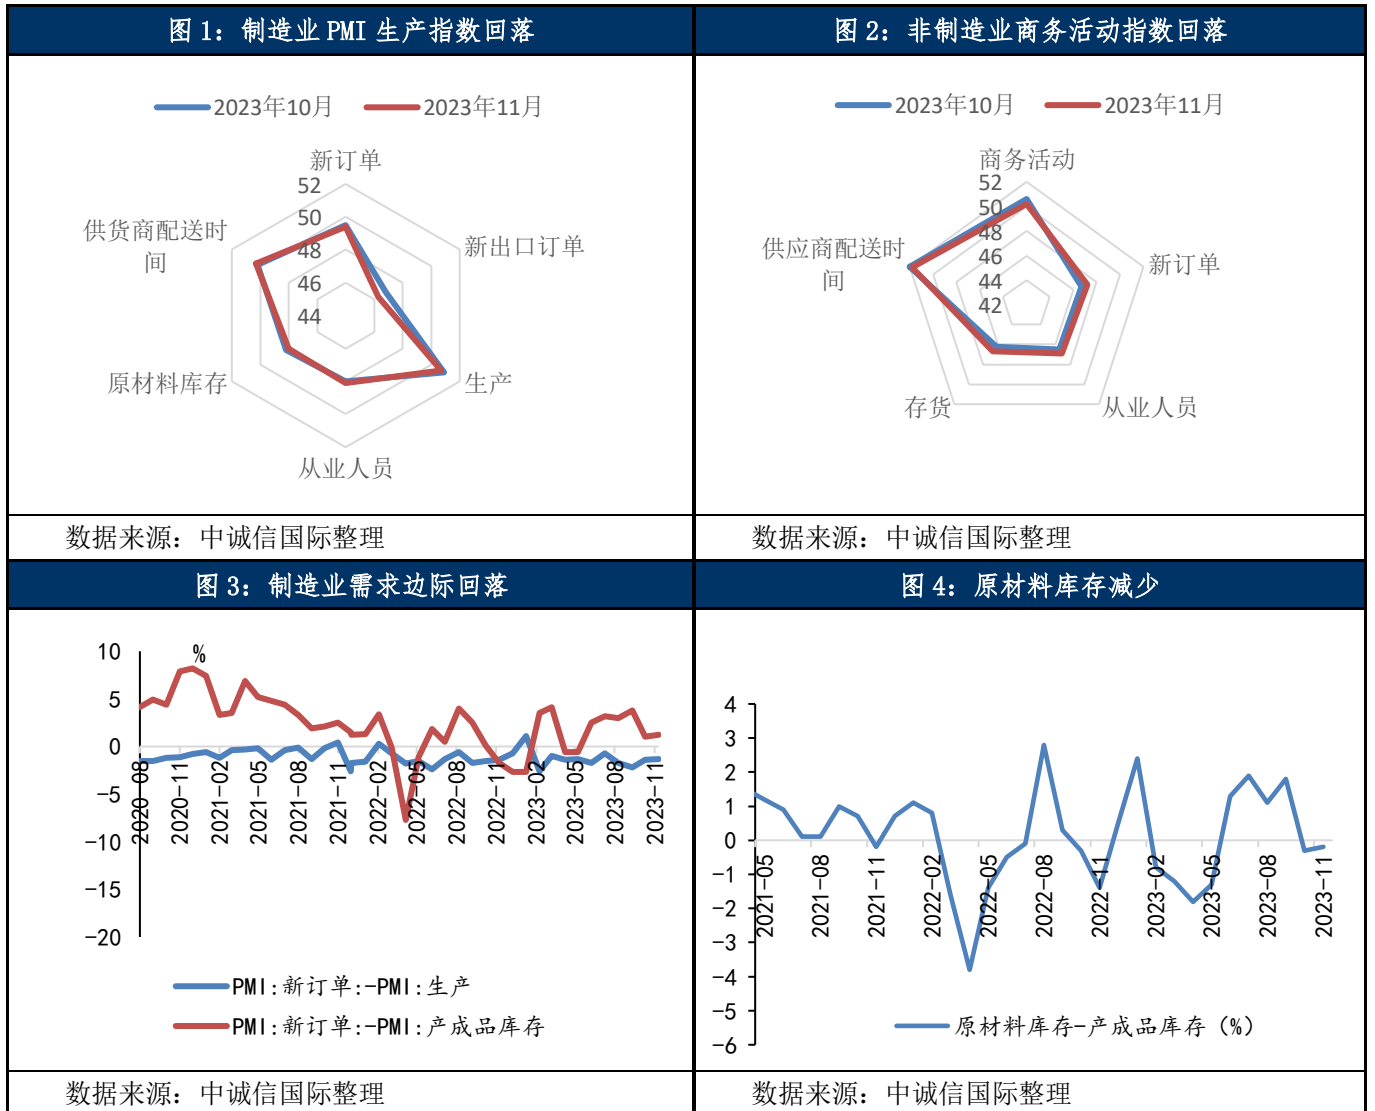 图 1：制造业 PMI 生产指数回落
2023年10月
2023年11月
新订单
52
50
48
46
44
供货商配送时
间
新出口订单
原材料库存
生产
从业人员
数据来源：中诚信国际整理
图 2：非制造业商务活动指数回落
2023年10月
2023年11月
商务活动
52
50
48
46
44
42
供应商配送时
间
新订单
存货
从业人员
数据来源：中诚信国际整理
图 3：制造业需求边际回落
%
10
5
0
-5
-10
-15
-20
2020-08
2020-11
2021-02
2021-05
2021-08
2021-11
2022-02
2022-05
2022-08
2022-11
2023-02
2023-05
2023-08
2023-11
PMI:新订单:-PMI:生产
PMI:新订单:-PMI:产成品库存
数据来源：中诚信国际整理
图 4：原材料库存减少
4
3
2
1
0
-1
-2
-3
-4
-5
-6
2021-05
2021-08
2021-11
2022-02
2022-05
2022-08
2022-11
2023-02
2023-05
2023-08
2023-11
原材料库存-产成品库存（%）
数据来源：中诚信国际整理